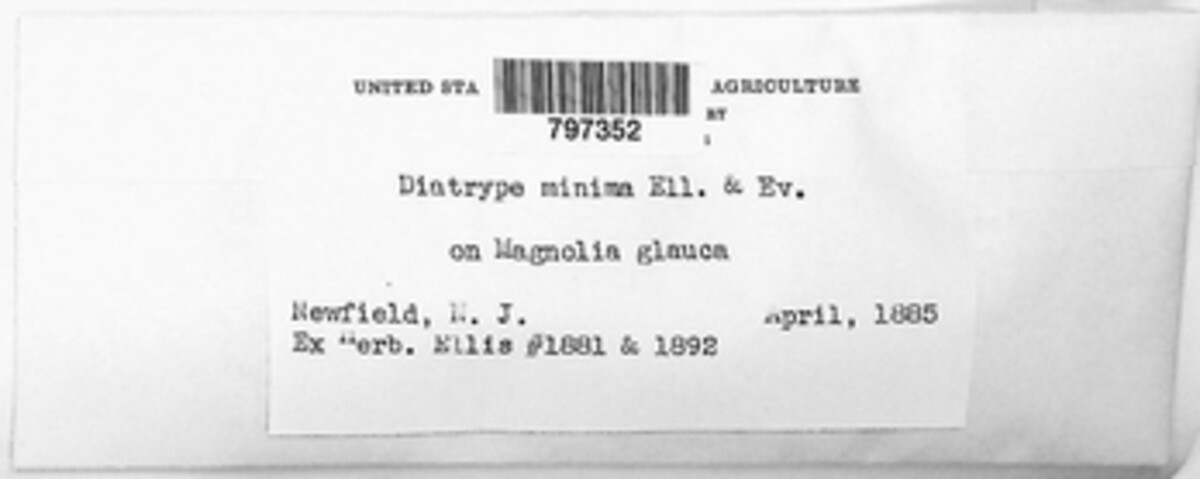 UNITED STA AGRICULTURE
RY
797352
Diatrype minima Ell. & Ev.
on Magnolia glauca
Newfield, N. J. April, 1885
Ex Herb. Ellis #1881 & 1892